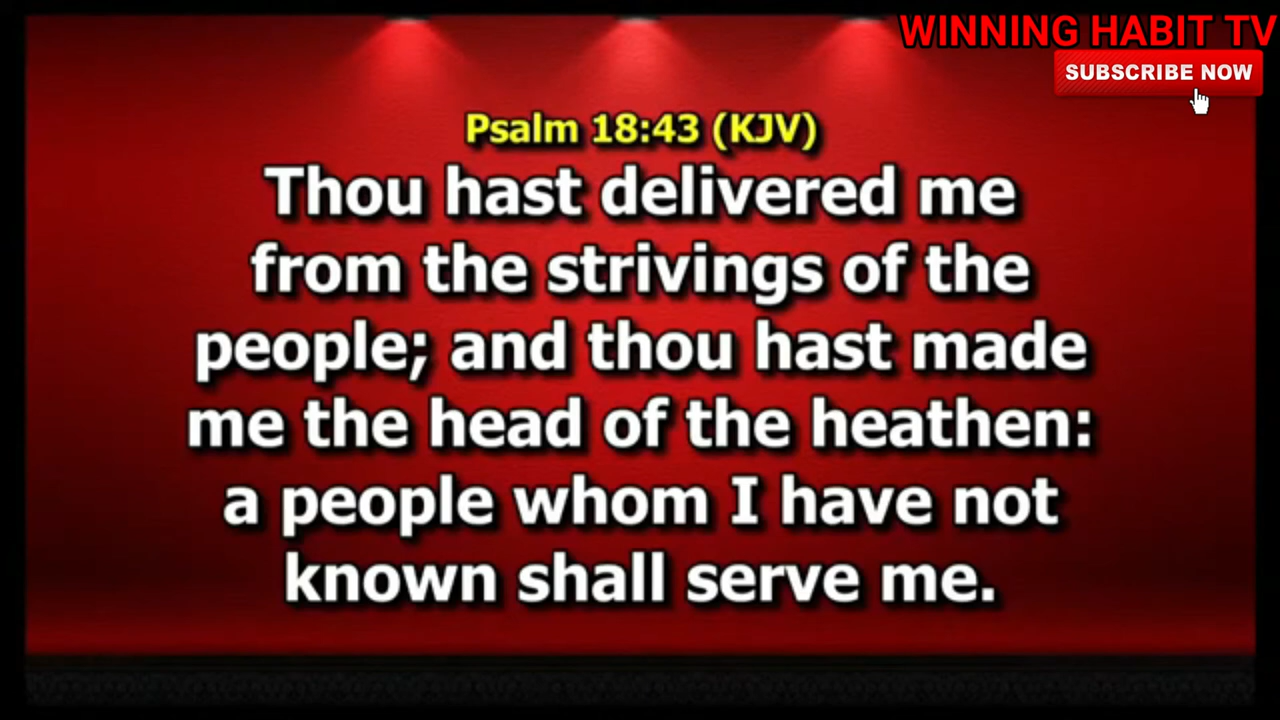 WINNING HABIT TV
SUBSCRIBE NOW
Psalm 18:43 (KJV)
Thou hast delivered me
from the strivings of the
people; and thou hast made
me the head of the heathen:
a people whom I have not
known shall serve me.